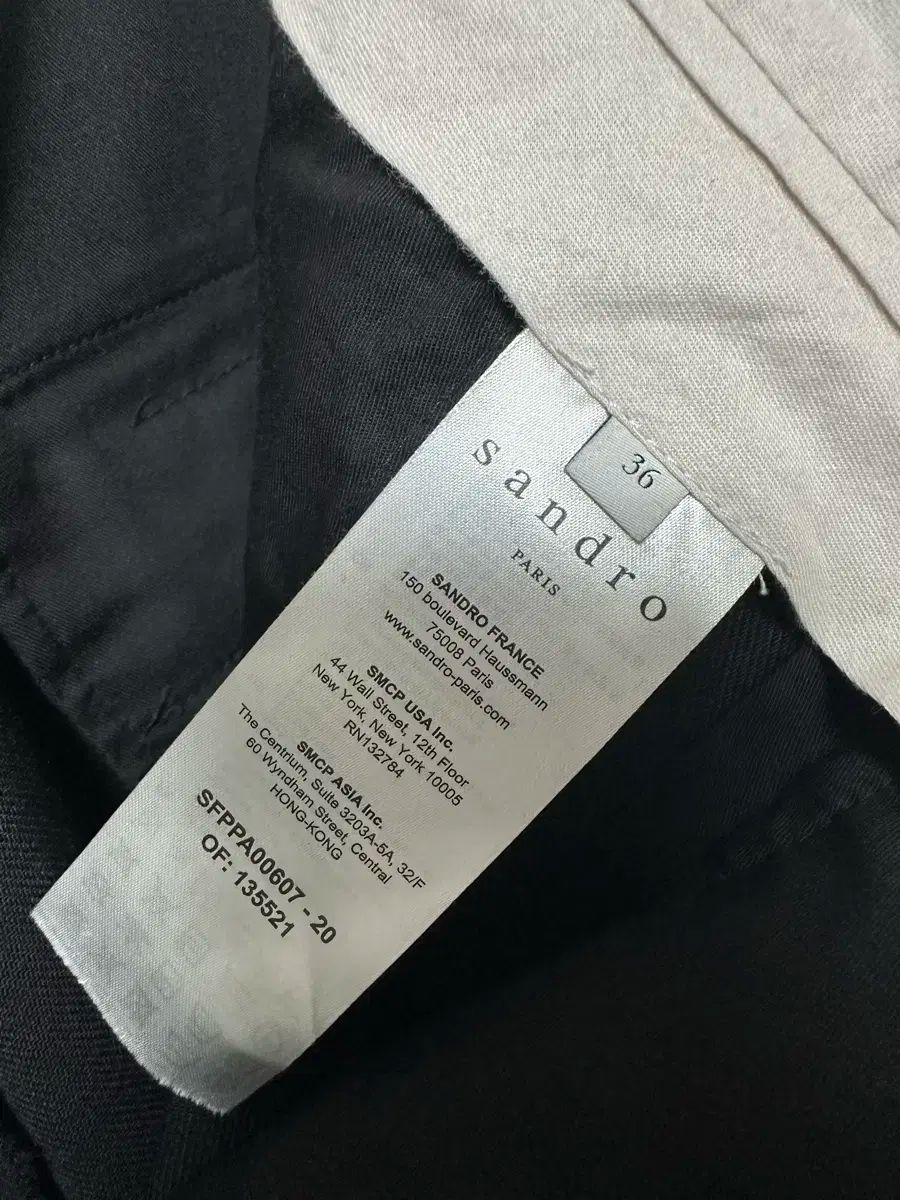 36
sandro
PARIS
SANDRO FRANCE
150 boulevard Haussmann
75008 Paris
www.sandro-paris.com
SMCP USA Inc.
44 Wall Street, 12th Floor
New York, New York 10005
RN132784
SMCP ASIA Inc.
The Centrium, Suite 3203A-5A, 32/F
60 Wyndham Street, Central
HONG-KONG
SFPPA00607 - 20
OF: 135521